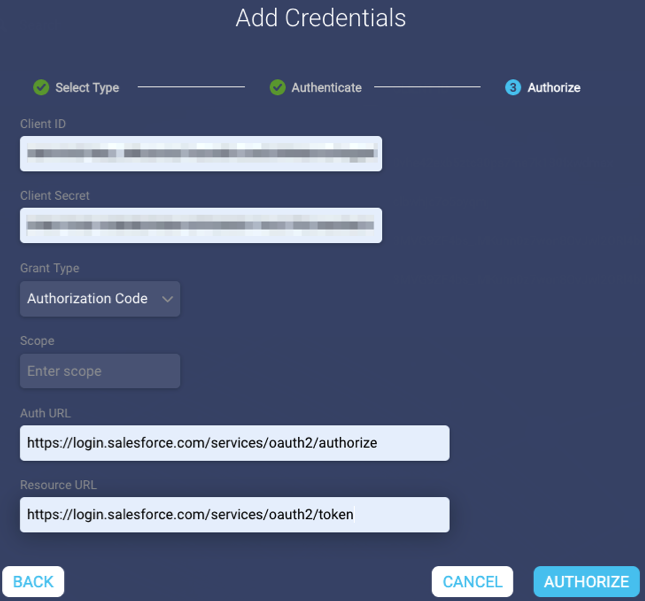 Add Credentials
Select Type Authenticate 3 Authorize
Client ID
Client Secret
Grant Type
Authorization Code
Scope
Enter scope
Auth URL
https://login.salesforce.com/services/oauth2/authorize
Resource URL
https://login.salesforce.com/services/oauth2/token
BACK CANCEL AUTHORIZE